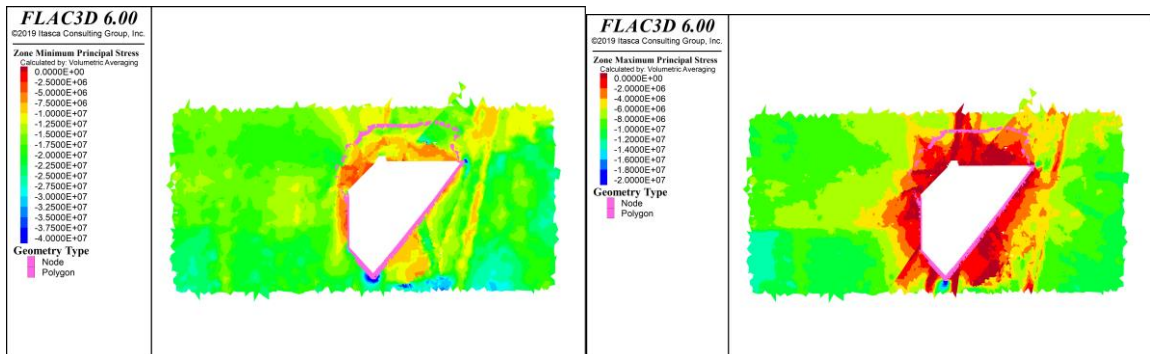 FLAC3D 6.00
©2019 Itasca Consulting Group, Inc.
Zone Minimum Principal Stress
Calculated by: Volumetric Averaging
0.0000E+00
-2.5000E+06
-5.0000E+06
-7.5000E+06
-1.0000E+07
-1.2500E+07
-1.5000E+07
-1.7500E+07
-2.0000E+07
-2.2500E+07
-2.5000E+07
-2.7500E+07
-3.0000E+07
-3.2500E+07
-3.5000E+07
-3.7500E+07
-4.0000E+07
Geometry Type
Node
Polygon
FLAC3D 6.00
©2019 Itasca Consulting Group, Inc.
Zone Maximum Principal Stress
Calculated by: Volumetric Averaging
0.0000E+00
-2.0000E+06
-4.0000E+06
-6.0000E+06
-8.0000E+06
-1.0000E+07
-1.2000E+07
-1.4000E+07
-1.6000E+07
-1.8000E+07
-2.0000E+07
Geometry Type
Node
Polygon